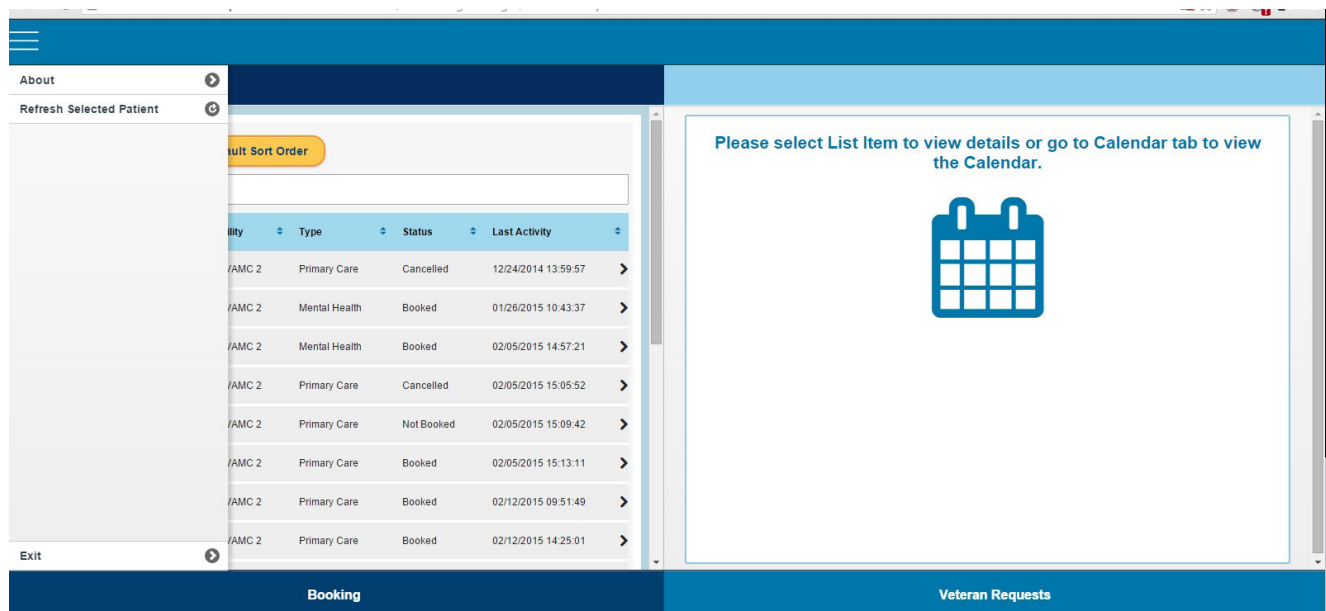 About
Refresh Selected Patient
Exit
ault Sort Order
ility Type Status Last Activity
/AMC 2 Primary Care Cancelled 12/24/2014 13:59:57
/AMC 2 Mental Health Booked 01/26/2015 10:43:37
/AMC 2 Mental Health Booked 02/05/2015 14:57:21
/AMC 2 Primary Care Cancelled 02/05/2015 15:05:52
/AMC 2 Primary Care Not Booked 02/05/2015 15:09:42
/AMC 2 Primary Care Booked 02/05/2015 15:13:11
/AMC 2 Primary Care Booked 02/12/2015 09:51:49
/AMC 2 Primary Care Booked 02/12/2015 14:25:01
Please select List Item to view details or go to Calendar tab to view
the Calendar.
Booking
Veteran Requests